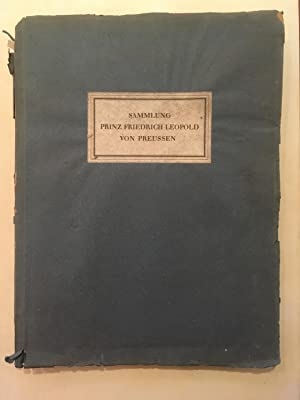 SAMMLUNG
PRINZ FRIEDRICH LEOPOLD
VON PREUSSEN